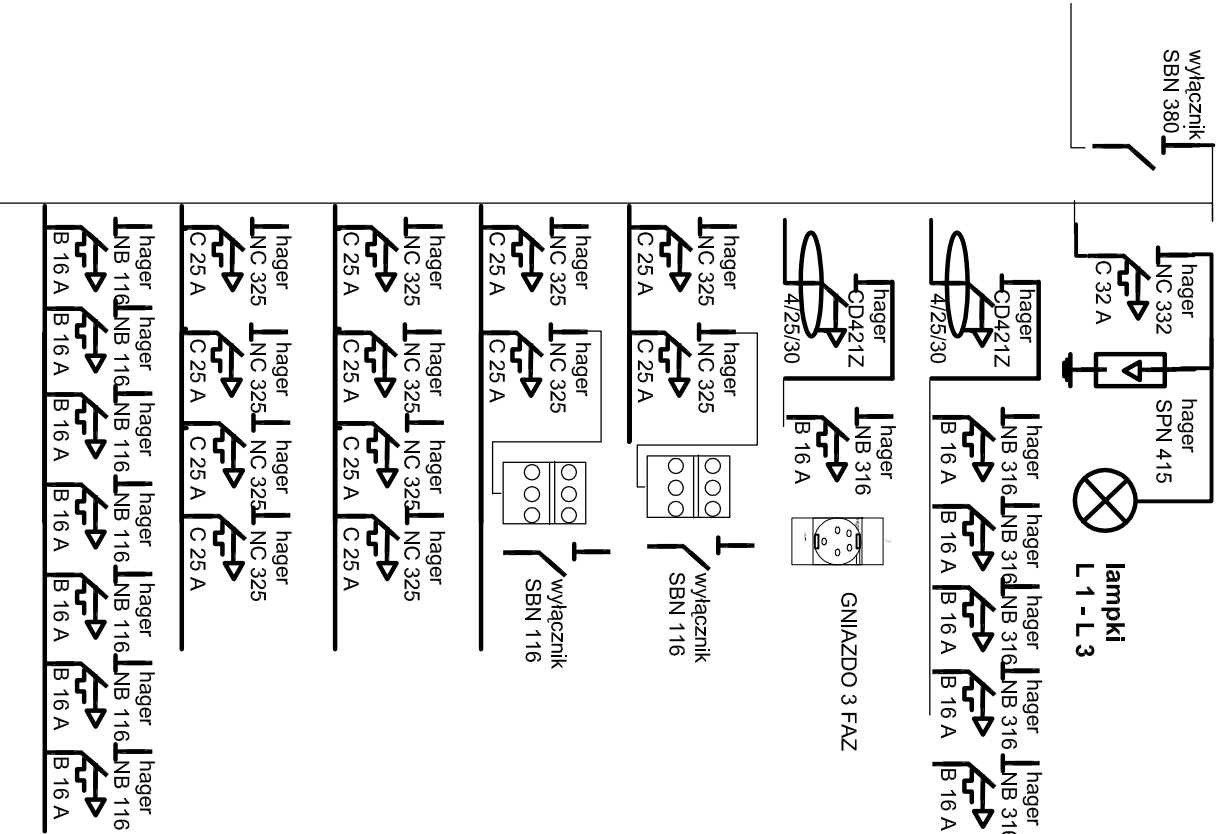 wyłącznik
SBN 380
hager
NC 332
C 32 A
hager
SPN 415
lampki
L 1 - L 3
hager
CD421Z
4/25/30
hager
NB 316
B 16 A
hager
NB 316
B 16 A
hager
NB 316
B 16 A
hager
NB 316
B 16 A
hager
NB 316
B 16 A
hager
CD421Z
4/25/30
hager
NB 316
B 16 A
GNIAZDO 3 FAZ
hager
NC 325
C 25 A
hager
NC 325
C 25 A
wyłącznik
SBN 116
hager
NC 325
C 25 A
hager
NC 325
C 25 A
wyłącznik
SBN 116
hager
NC 325
C 25 A
hager
NC 325
C 25 A
hager
NC 325
C 25 A
hager
NC 325
C 25 A
hager
NC 325
C 25 A
hager
NC 325
C 25 A
hager
NC 325
C 25 A
hager
NC 325
C 25 A
hager
NB 116
B 16 A
hager
NB 116
B 16 A
hager
NB 116
B 16 A
hager
NB 116
B 16 A
hager
NB 116
B 16 A
hager
NB 116
B 16 A
hager
NB 116
B 16 A